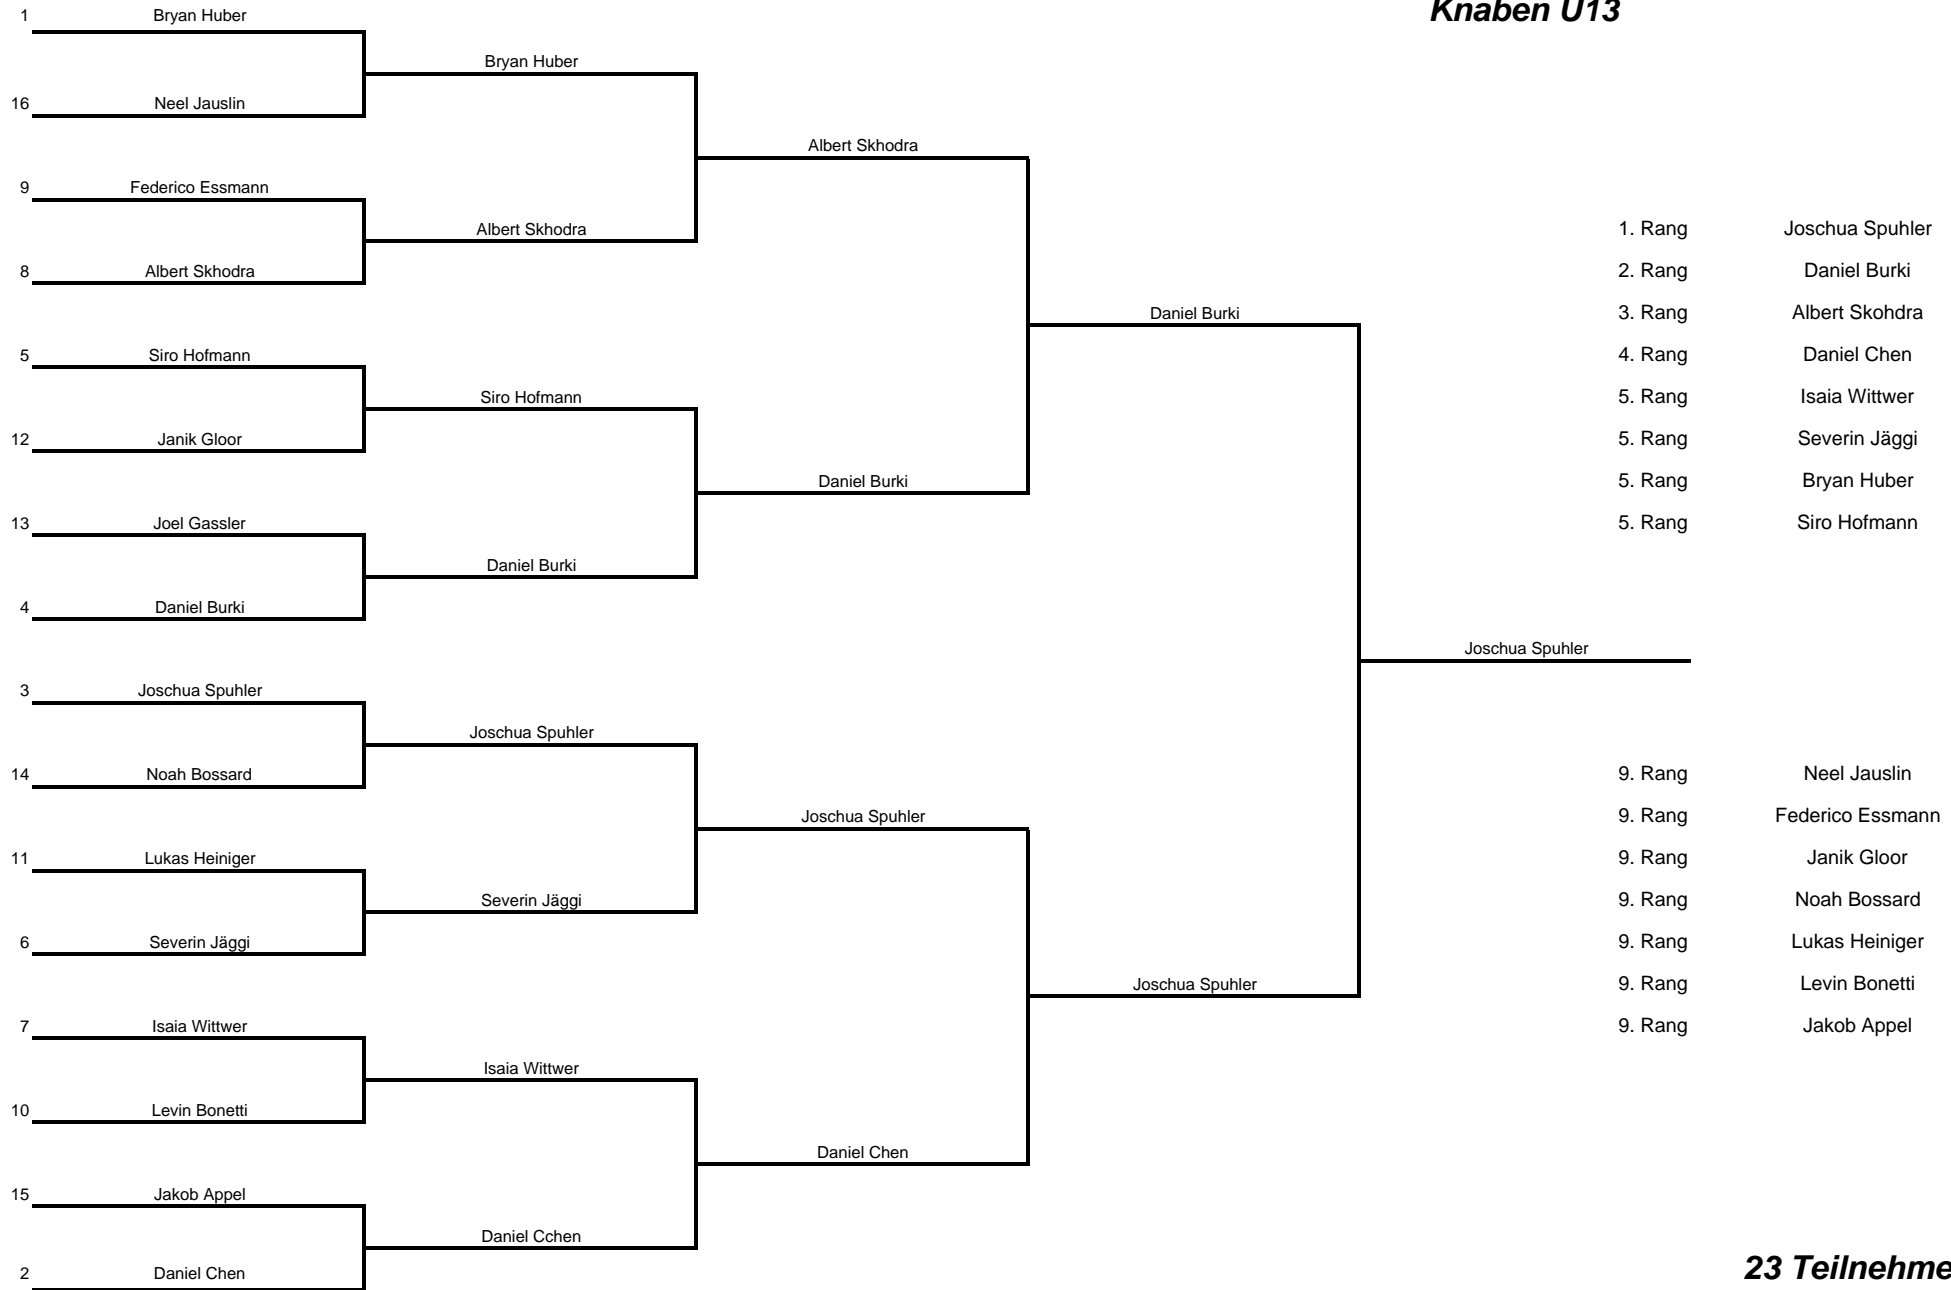 Knaben U13
1 Bryan Huber
Bryan Huber
16 Neel Jauslin
Albert Skhodra
9 Federico Essmann
Albert Skhodra
1. Rang Joschua Spuhler
8 Albert Skhodra
2. Rang Daniel Burki
Daniel Burki
3. Rang Albert Skohdra
5 Siro Hofmann
4. Rang Daniel Chen
Siro Hofmann
5. Rang Isaia Wittwer
12 Janik Gloor
5. Rang Severin Jäggi
Daniel Burki
5. Rang Bryan Huber
13 Joel Gassler
5. Rang Siro Hofmann
Daniel Burki
4 Daniel Burki
Joschua Spuhler
3 Joschua Spuhler
Joschua Spuhler
14 Noah Bossard
9. Rang Neel Jauslin
Joschua Spuhler
9. Rang Federico Essmann
11 Lukas Heiniger
9. Rang Janik Gloor
Severin Jäggi
9. Rang Noah Bossard
6 Severin Jäggi
9. Rang Lukas Heiniger
Joschua Spuhler
9. Rang Levin Bonetti
7 Isaia Wittwer
9. Rang Jakob Appel
Isaia Wittwer
10 Levin Bonetti
Daniel Chen
15 Jakob Appel
Daniel Cchen
2 Daniel Chen
23 Teilnehme